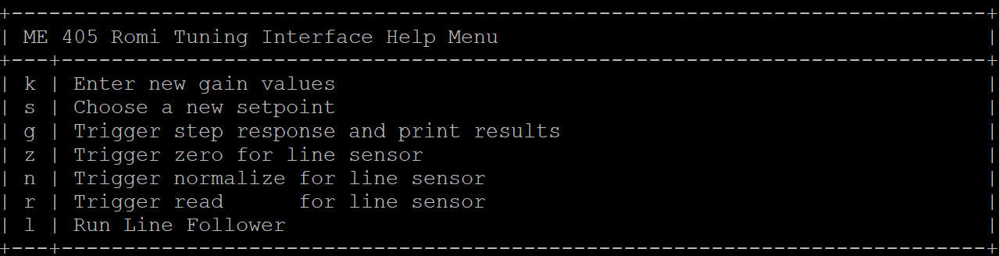 +------------------------------------------------------------------------------+
| ME 405 Romi Tuning Interface Help Menu                                       |
+---+--------------------------------------------------------------------------+
| k | Enter new gain values                                                    |
| s | Choose a new setpoint                                                    |
| g | Trigger step response and print results                                  |
| z | Trigger zero for line sensor                                             |
| n | Trigger normalize for line sensor                                        |
| r | Trigger read      for line sensor                                        |
| l | Run Line Follower                                                        |
+---+--------------------------------------------------------------------------+